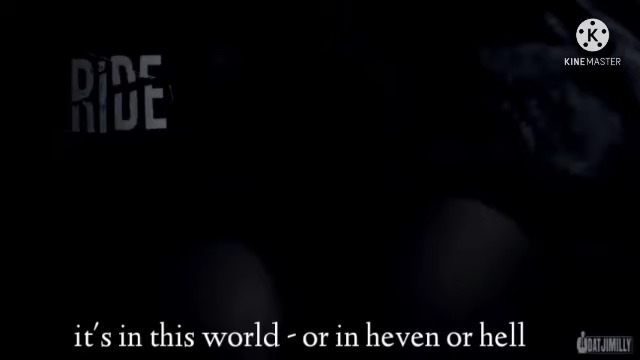 K
KINEMASTER
RiDE
it's in this world - or in heven or hell
DATJIMILLY